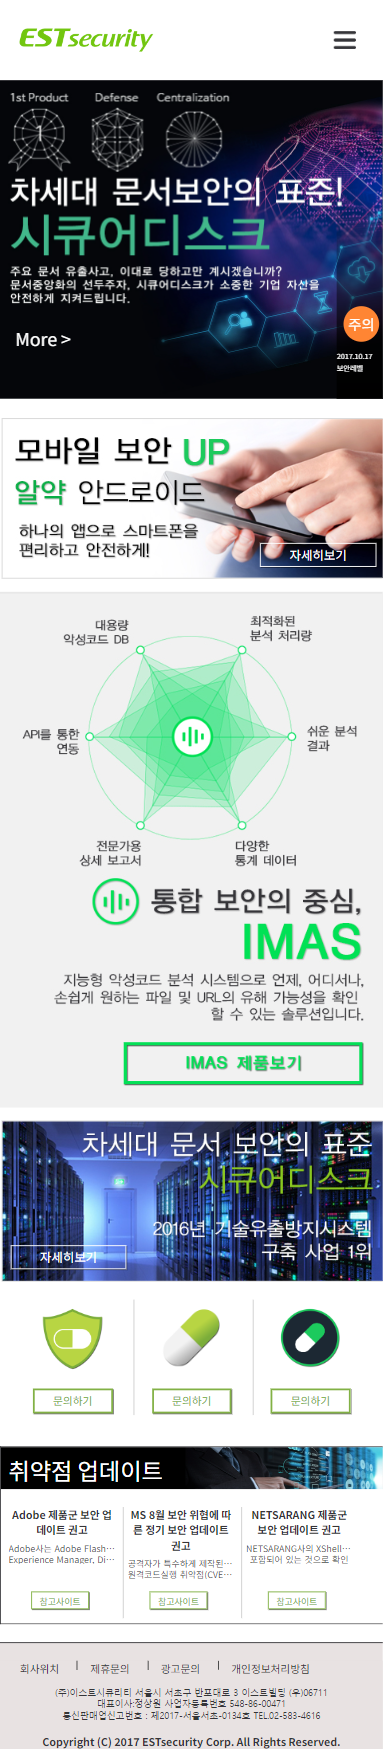 ESTsecurity
1st Product Defense Centralization
1
차세대 문서보안의 표준!
시큐어디스크
주요 문서 유출사고, 이대로 당하고만 계시겠습니까?
문서중앙화의 선두주자, 시큐어디스크가 소중한 기업 자산을
안전하게 지켜드립니다.
More >
주의
2017.10.17
보안레벨
모바일 보안 UP
알약 안드로이드
하나의 앱으로 스마트폰을
편리하고 안전하게!
자세히보기
대용량
악성코드 DB
최적화된
분석 처리량
API를 통한
연동
쉬운 분석
결과
전문가용
상세 보고서
다양한
통계 데이터
통합 보안의 중심,
IMAS
지능형 악성코드 분석 시스템으로 언제, 어디서나,
손쉽게 원하는 파일 및 URL의 유해 가능성을 확인
할 수 있는 솔루션입니다.
IMAS 제품보기
차세대 문서 보안의 표준
시큐어디스크
2016년 기술유출방지시스템
구축 사업 1위
자세히보기
문의하기 문의하기 문의하기
취약점 업데이트
Adobe 제품군 보안 업
데이트 권고
Adobe사는 Adobe Flash…
Experience Manager, Di…
참고사이트
MS 8월 보안 위협에 따
른 정기 보안 업데이트
권고
공격자가 특수하게 제작된…
원격코드실행 취약점(CVE…
참고사이트
NETSARANG 제품군
보안 업데이트 권고
NETSARANG사의 XShell…
포함되어 있는 것으로 확인
참고사이트
회사위치 | 제휴문의 | 광고문의 | 개인정보처리방침
(주)이스트시큐리티 서울시 서초구 반포대로 3 이스트빌딩 (우)06711
대표이사:정상원 사업자등록번호 548-86-00471
통신판매업신고번호 : 제2017-서울서초-0134호 TEL.02-583-4616
Copyright (C) 2017 ESTsecurity Corp. All Rights Reserved.